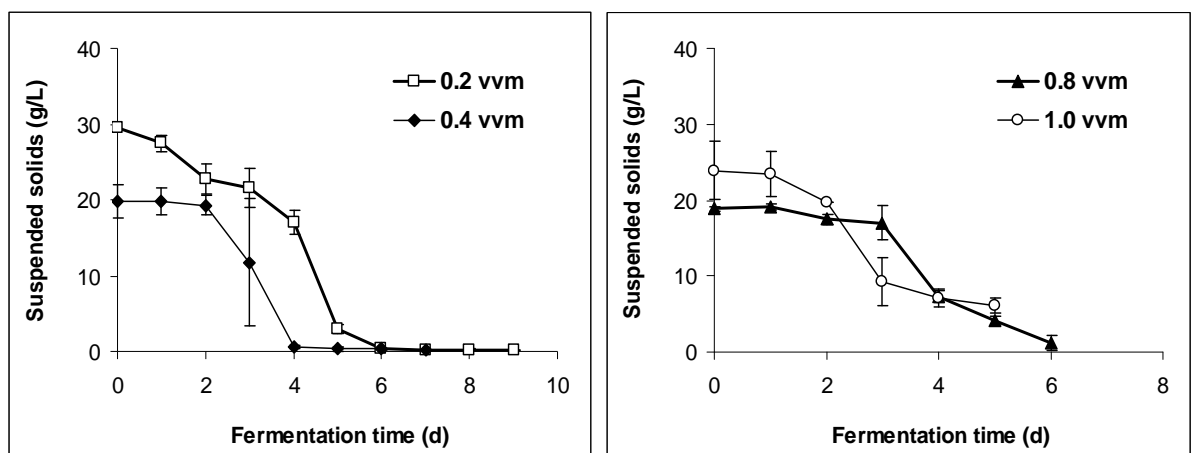 Suspended solids (g/L)
40
30
20
10
0
0 2 4 6 8 10
Fermentation time (d)
0.2 vvm
0.4 vvm
Suspended solids (g/L)
40
30
20
10
0
0 2 4 6 8
Fermentation time (d)
0.8 vvm
1.0 vvm